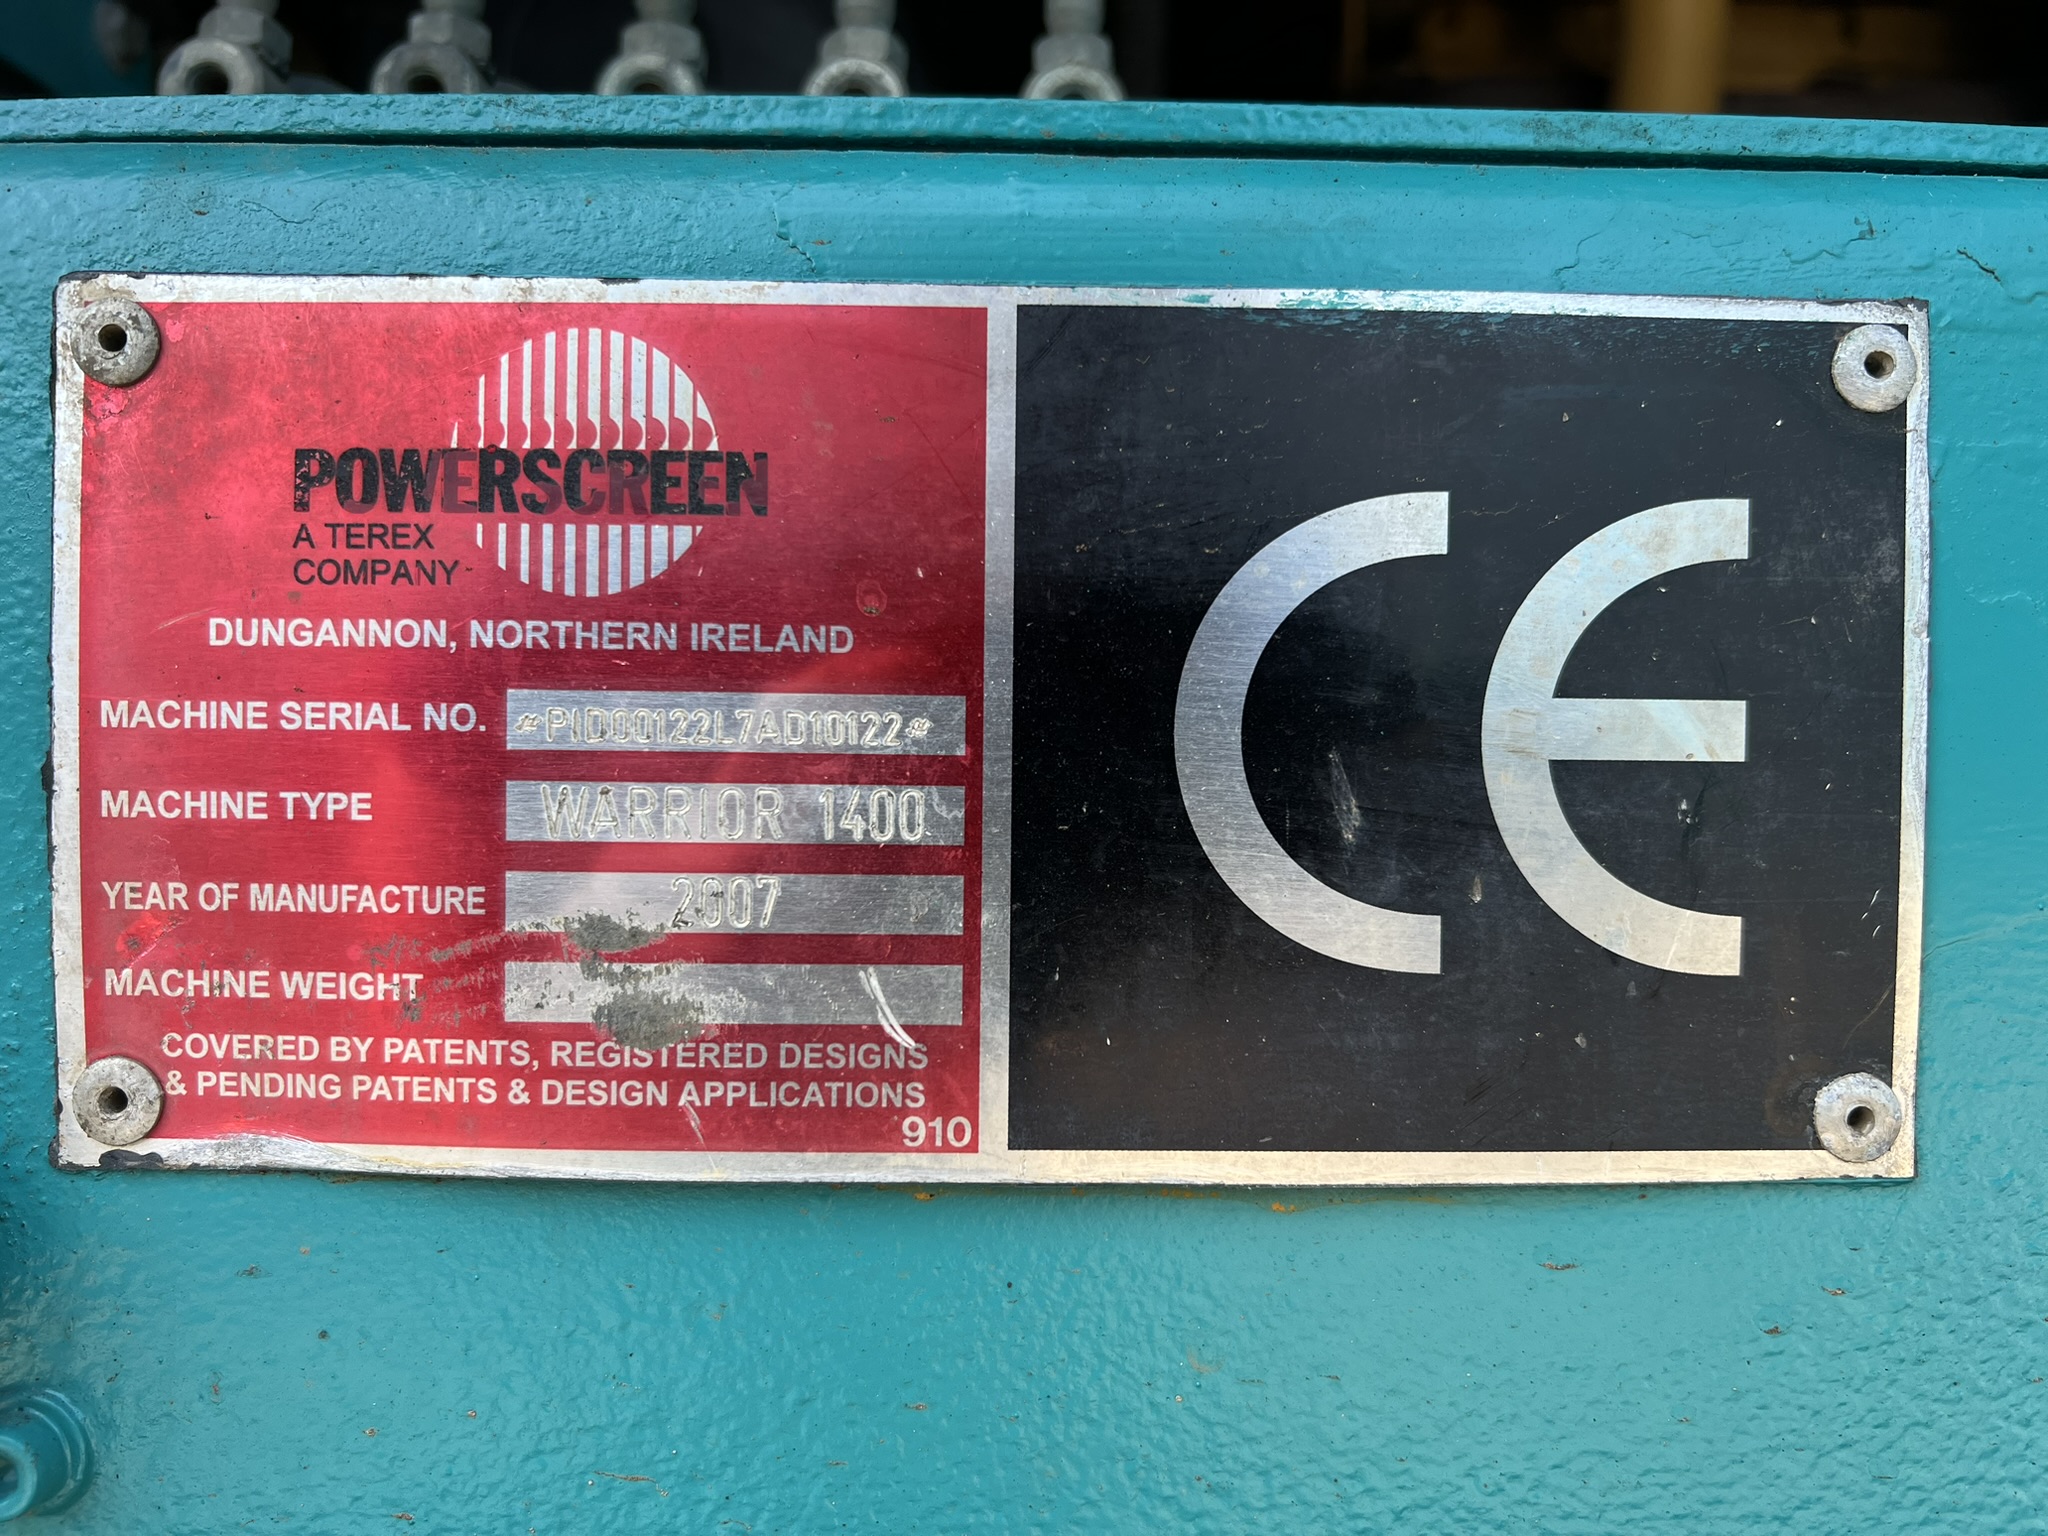 POWERSCREEN
A TEREX
COMPANY
DUNGANNON, NORTHERN IRELAND
MACHINE SERIAL NO. *PID00122L7AD10122*
MACHINE TYPE WARRIOR 1400
YEAR OF MANUFACTURE 2007
MACHINE WEIGHT
COVERED BY PATENTS, REGISTERED DESIGNS
& PENDING PATENTS & DESIGN APPLICATIONS
910
CE